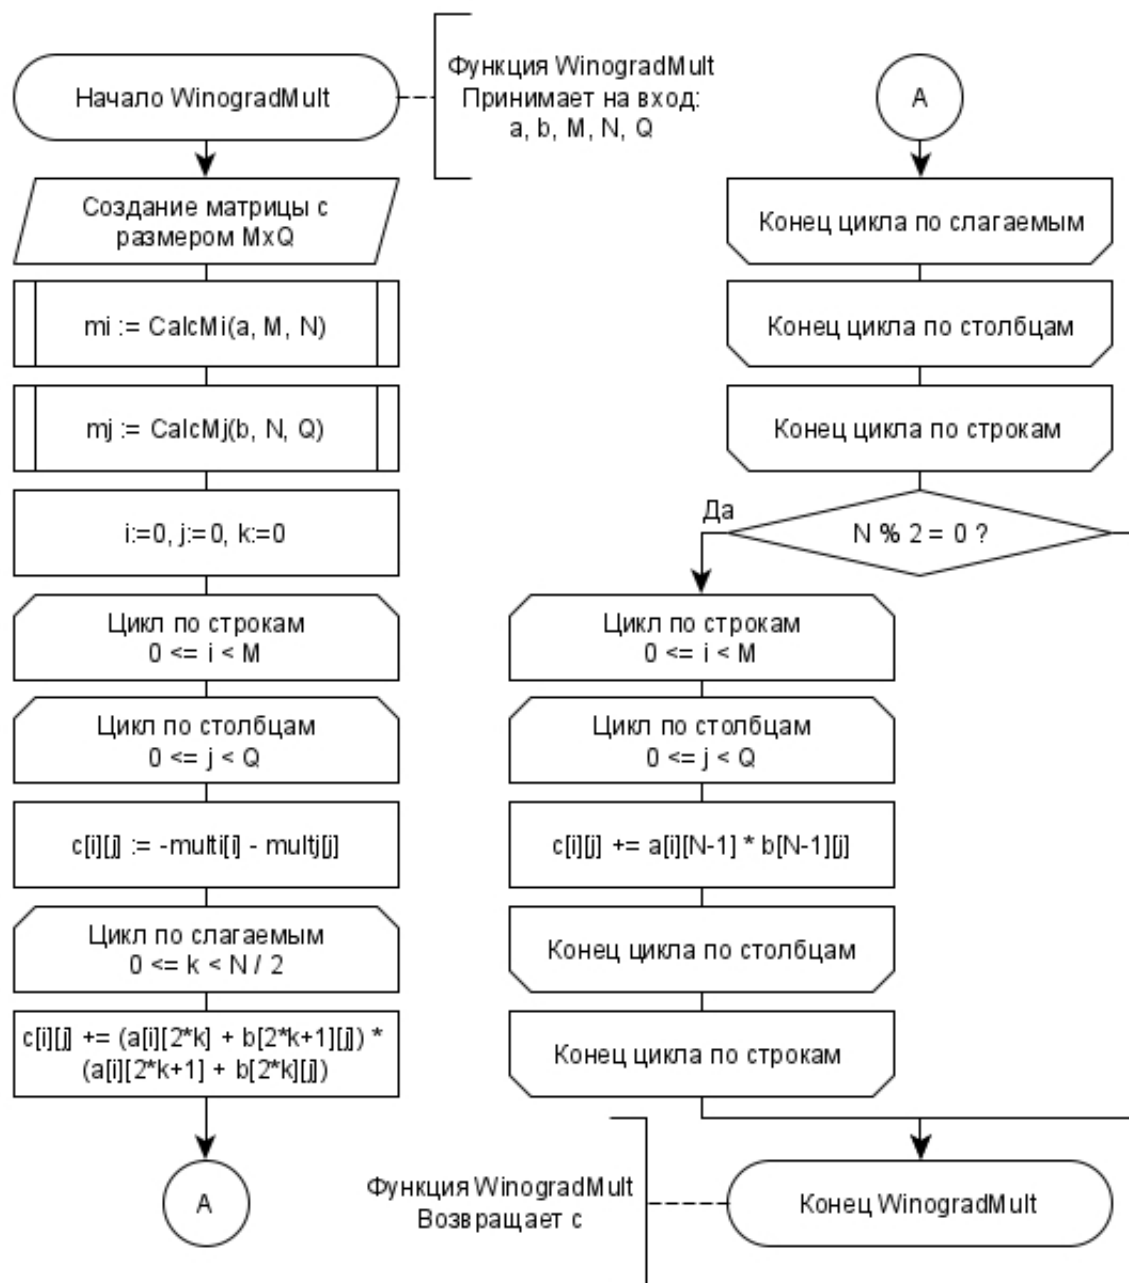 Начало WinogradMult
Функция WinogradMult
Принимает на вход:
a, b, M, N, Q
Создание матрицы с
размером MxQ
mi := CalcMi(a, M, N)
mj := CalcMj(b, N, Q)
i:=0, j:=0, k:=0
Цикл по строкам
0 <= i < M
Цикл по столбцам
0 <= j < Q
c[i][j] := -multi[i] - multj[j]
Цикл по слагаемым
0 <= k < N / 2
c[i][j] += (a[i][2*k] + b[2*k+1][j]) *
(a[i][2*k+1] + b[2*k][j])
A
A
Конец цикла по слагаемым
Конец цикла по столбцам
Конец цикла по строкам
N % 2 = 0 ?
Да
Цикл по строкам
0 <= i < M
Цикл по столбцам
0 <= j < Q
c[i][j] += a[i][N-1] * b[N-1][j]
Конец цикла по столбцам
Конец цикла по строкам
Функция WinogradMult
Возвращает c
Конец WinogradMult